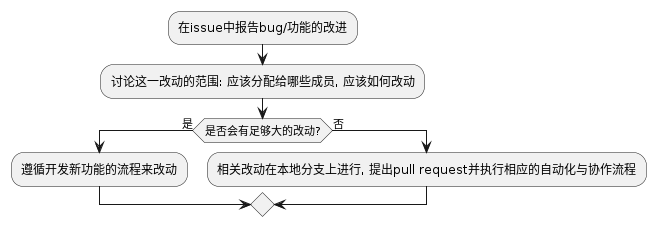 在issue中报告bug/功能的改进
讨论这一改动的范围: 应该分配给哪些成员, 应该如何改动
是否会有足够大的改动?
是
否
遵循开发新功能的流程来改动
相关改动在本地分支上进行, 提出pull request并执行相应的自动化与协作流程